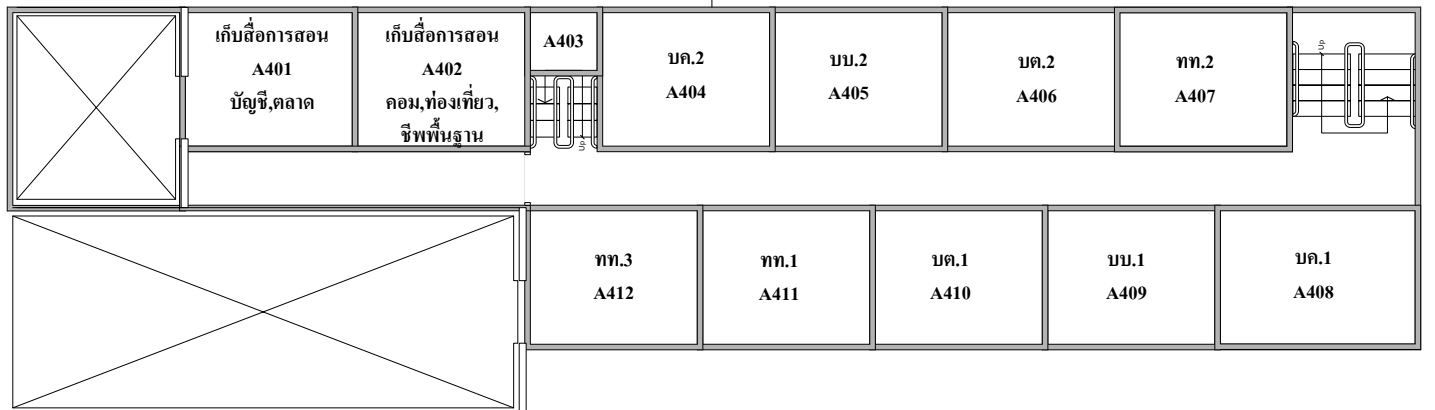 เก็บสื่อการสอน
A401
บัญชี,ตลาด
เก็บสื่อการสอน
A402
คอม,ท่องเที่ยว,
ชีพพื้นฐาน
A403
Up
บค.2
A404
บบ.2
A405
บต.2
A406
ทท.2
A407
Up
ทท.3
A412
ทท.1
A411
บต.1
A410
บบ.1
A409
บค.1
A408